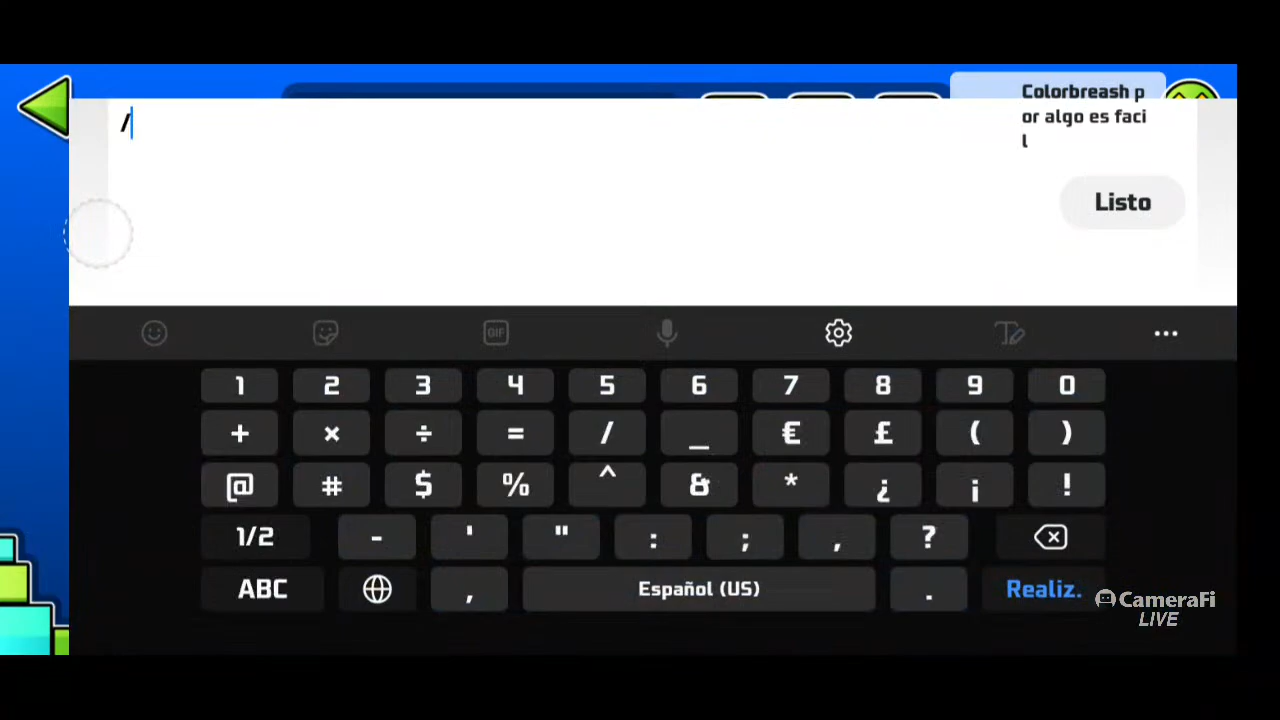 Colorbreash p
or algo es faci
l
/
Listo
GIF
1 2 3 4 5 6 7 8 9 0
+ × ÷ = / _ € £ ( )
@ # $ % ^ & * ¿ ¡ !
1/2 - ' " : ; , ?
ABC , Español (US) . Realiz.
CameraFi
LIVE